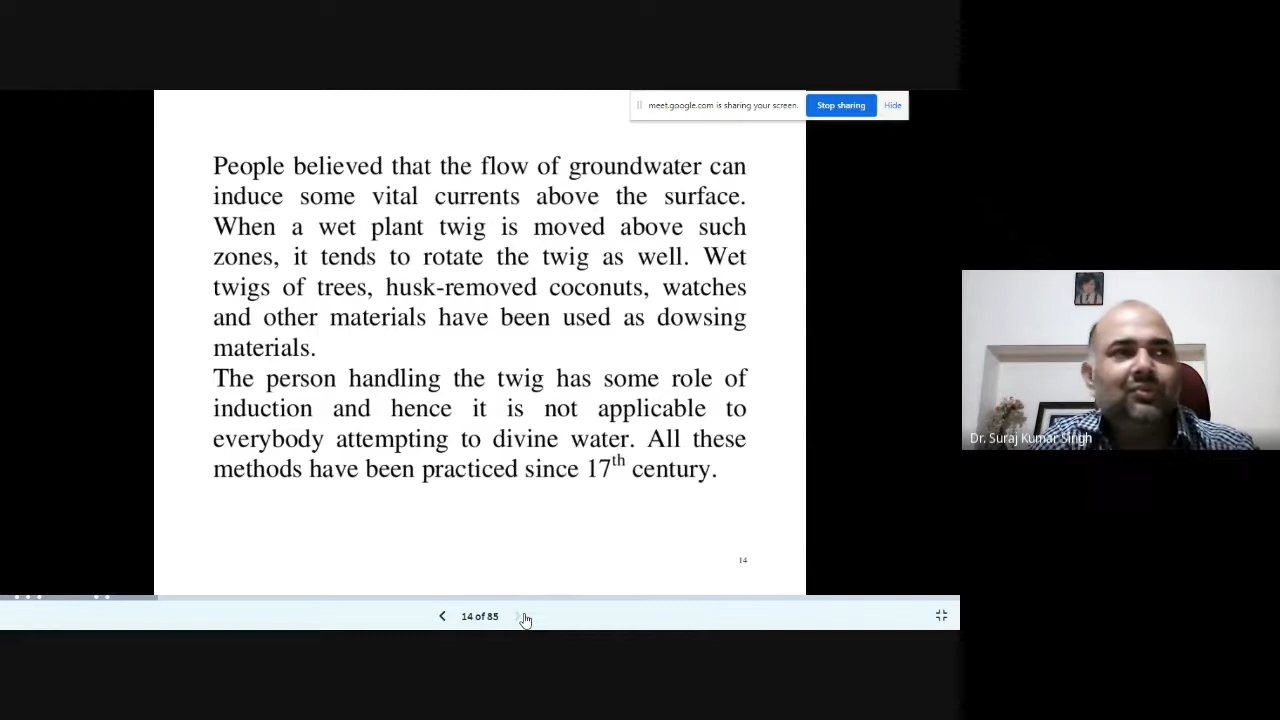 meet.google.com is sharing your screen. Stop sharing Hide
People believed that the flow of groundwater can
induce some vital currents above the surface.
When a wet plant twig is moved above such
zones, it tends to rotate the twig as well. Wet
twigs of trees, husk-removed coconuts, watches
and other materials have been used as dowsing
materials.
The person handling the twig has some role of
induction and hence it is not applicable to
everybody attempting to divine water. All these
methods have been practiced since 17th century.
14
14 of 85
Dr. Suraj Kumar Singh